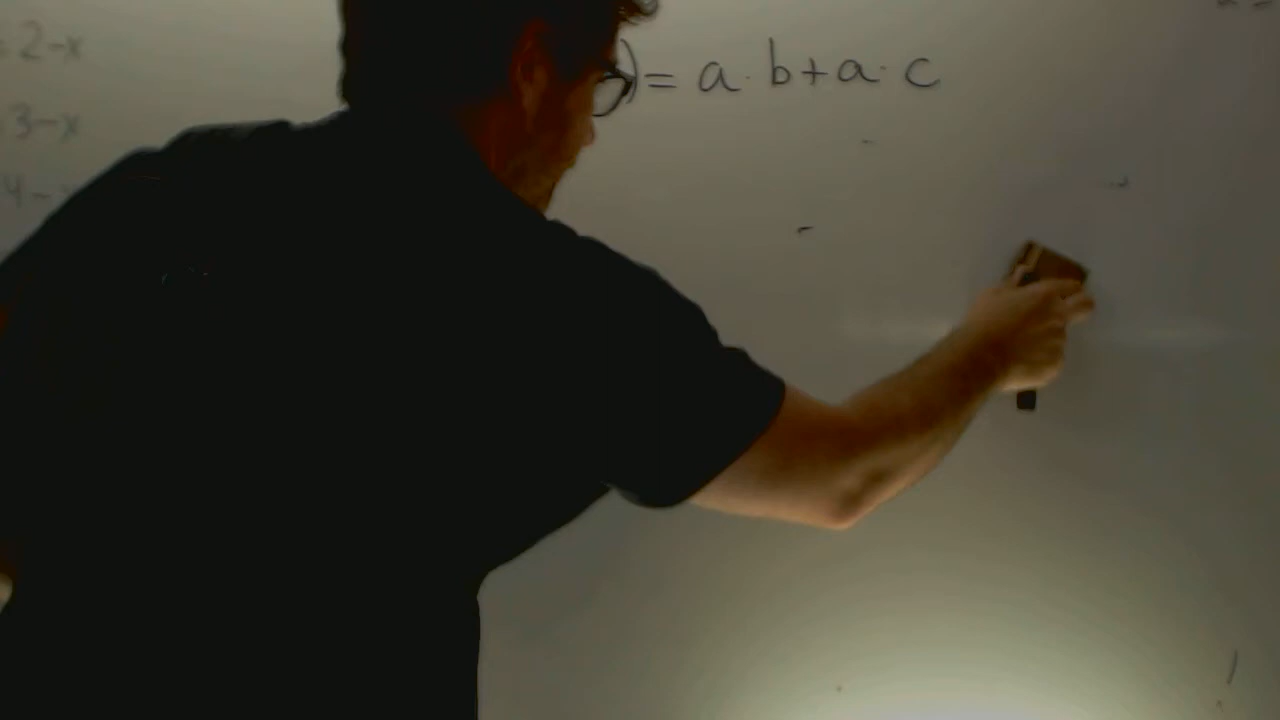 2-x
3-x
4-
) = a · b + a · c